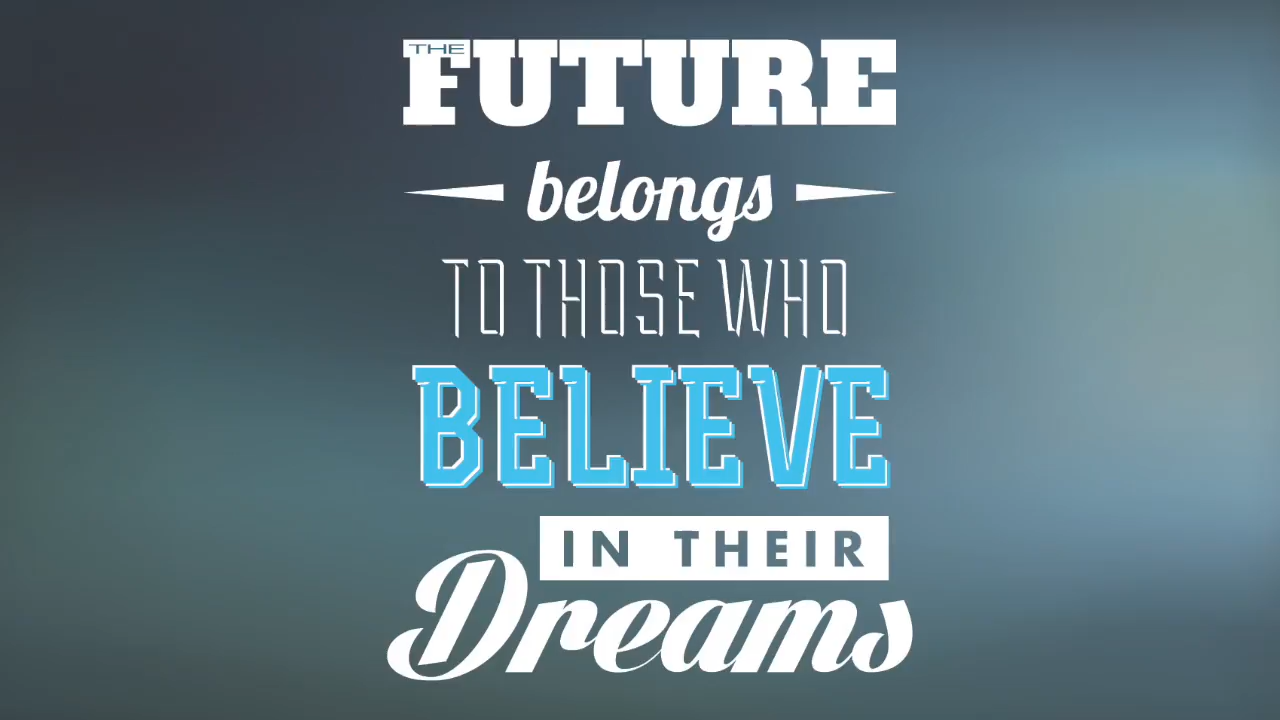 THE
FUTURE
belongs
TO THOSE WHO
BELIEVE
IN THEIR
Dreams